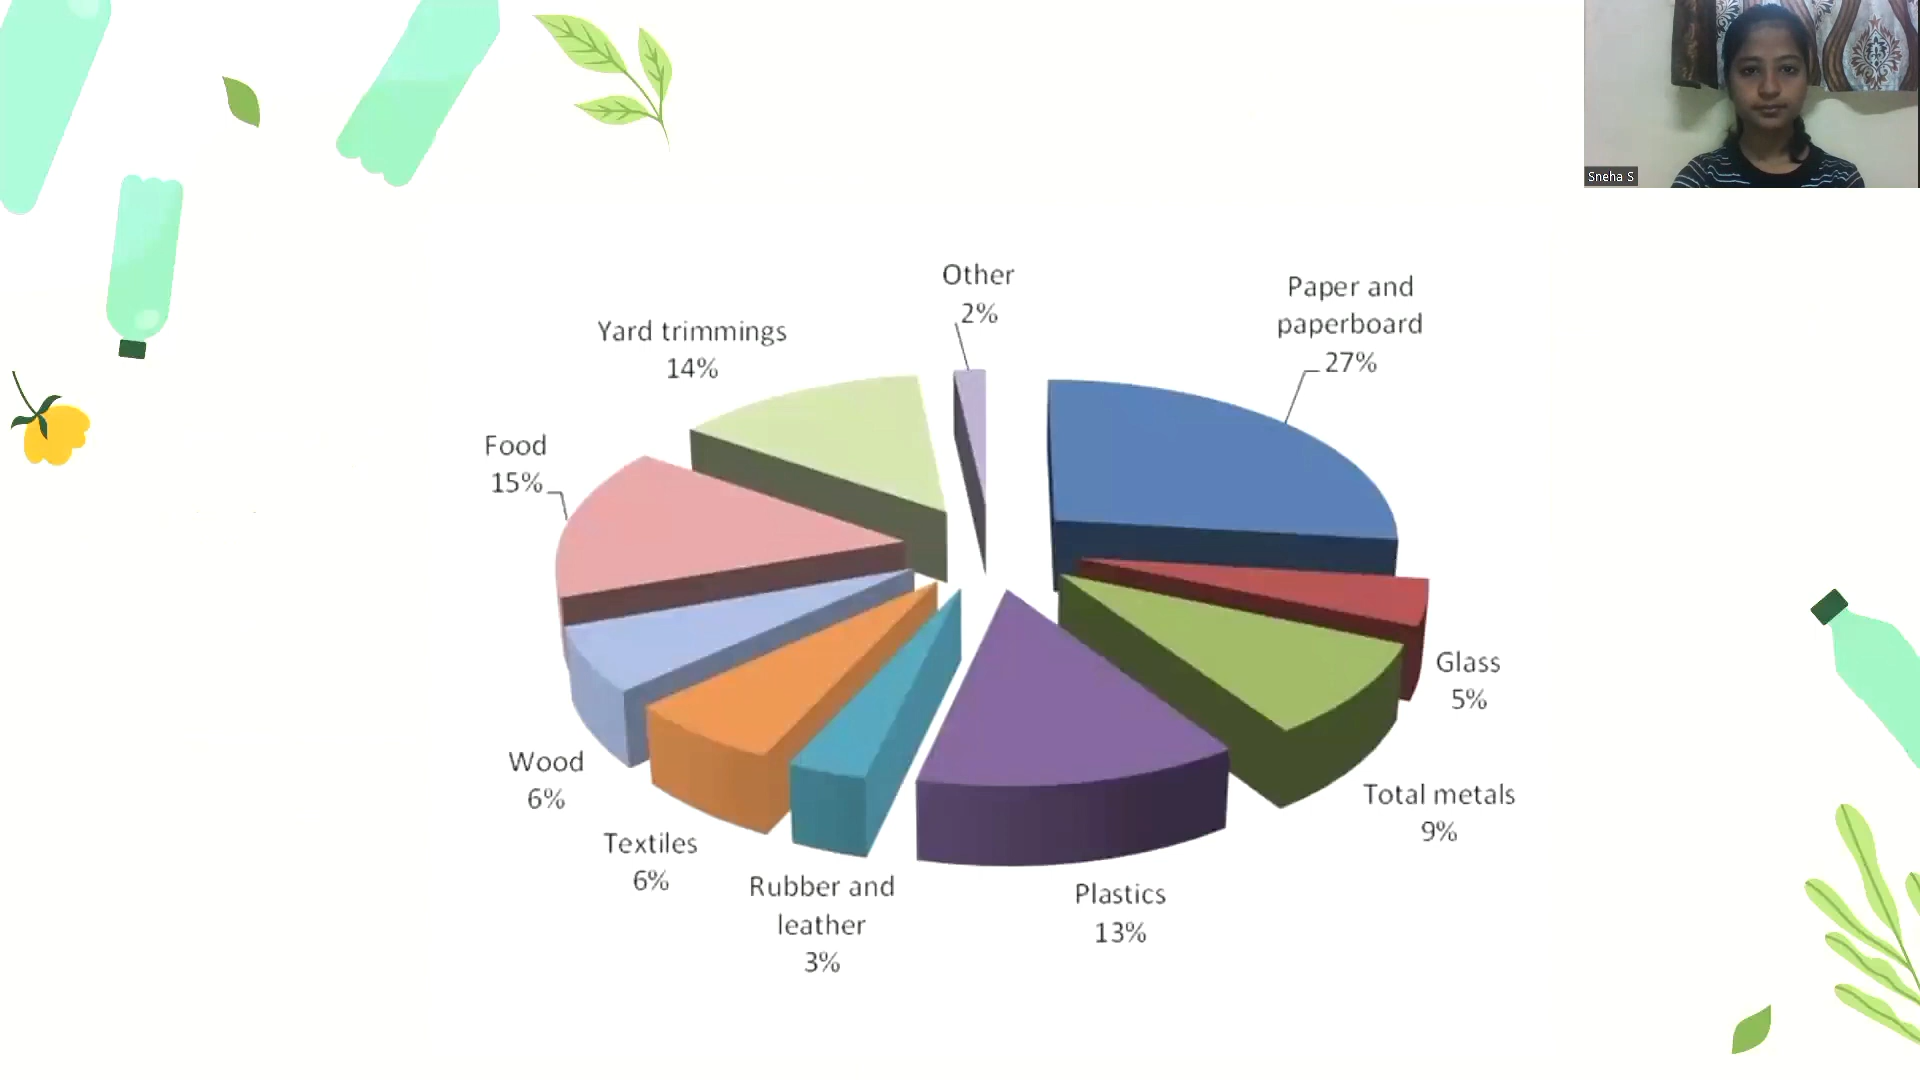 Sneha S
Other
2%
Paper and
paperboard
27%
Yard trimmings
14%
Food
15%
Glass
5%
Wood
6%
Total metals
9%
Textiles
6%
Rubber and
leather
3%
Plastics
13%